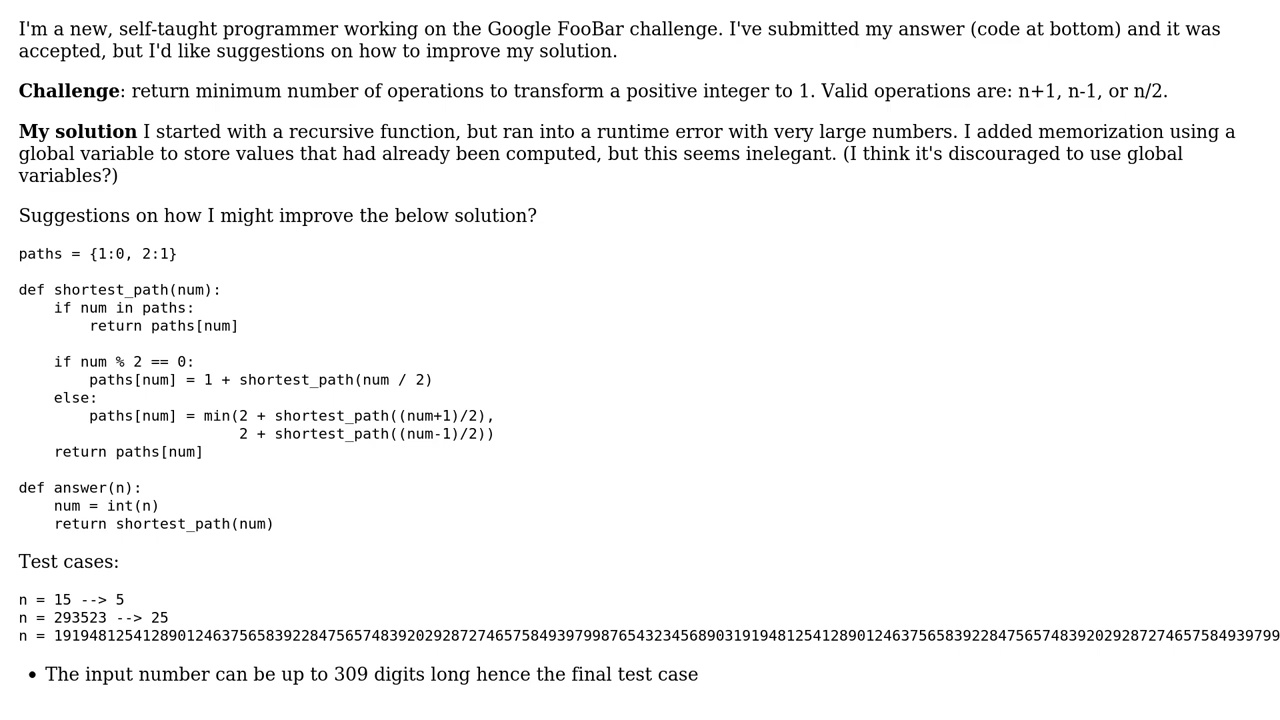 I'm a new, self-taught programmer working on the Google FooBar challenge. I've submitted my answer (code at bottom) and it was
accepted, but I'd like suggestions on how to improve my solution.
Challenge: return minimum number of operations to transform a positive integer to 1. Valid operations are: n+1, n-1, or n/2.
My solution I started with a recursive function, but ran into a runtime error with very large numbers. I added memorization using a
global variable to store values that had already been computed, but this seems inelegant. (I think it's discouraged to use global
variables?)
Suggestions on how I might improve the below solution?
paths = {1:0, 2:1}
def shortest_path(num):
    if num in paths:
        return paths[num]
    if num % 2 == 0:
        paths[num] = 1 + shortest_path(num / 2)
    else:
        paths[num] = min(2 + shortest_path((num+1)/2),
                         2 + shortest_path((num-1)/2))
    return paths[num]
def answer(n):
    num = int(n)
    return shortest_path(num)
Test cases:
n = 15 --> 5
n = 293523 --> 25
n = 191948125412890124637565839228475657483920292872746575849397998765432345689031919481254128901246375658392284756574839202928727465758493979​9
• The input number can be up to 309 digits long hence the final test case